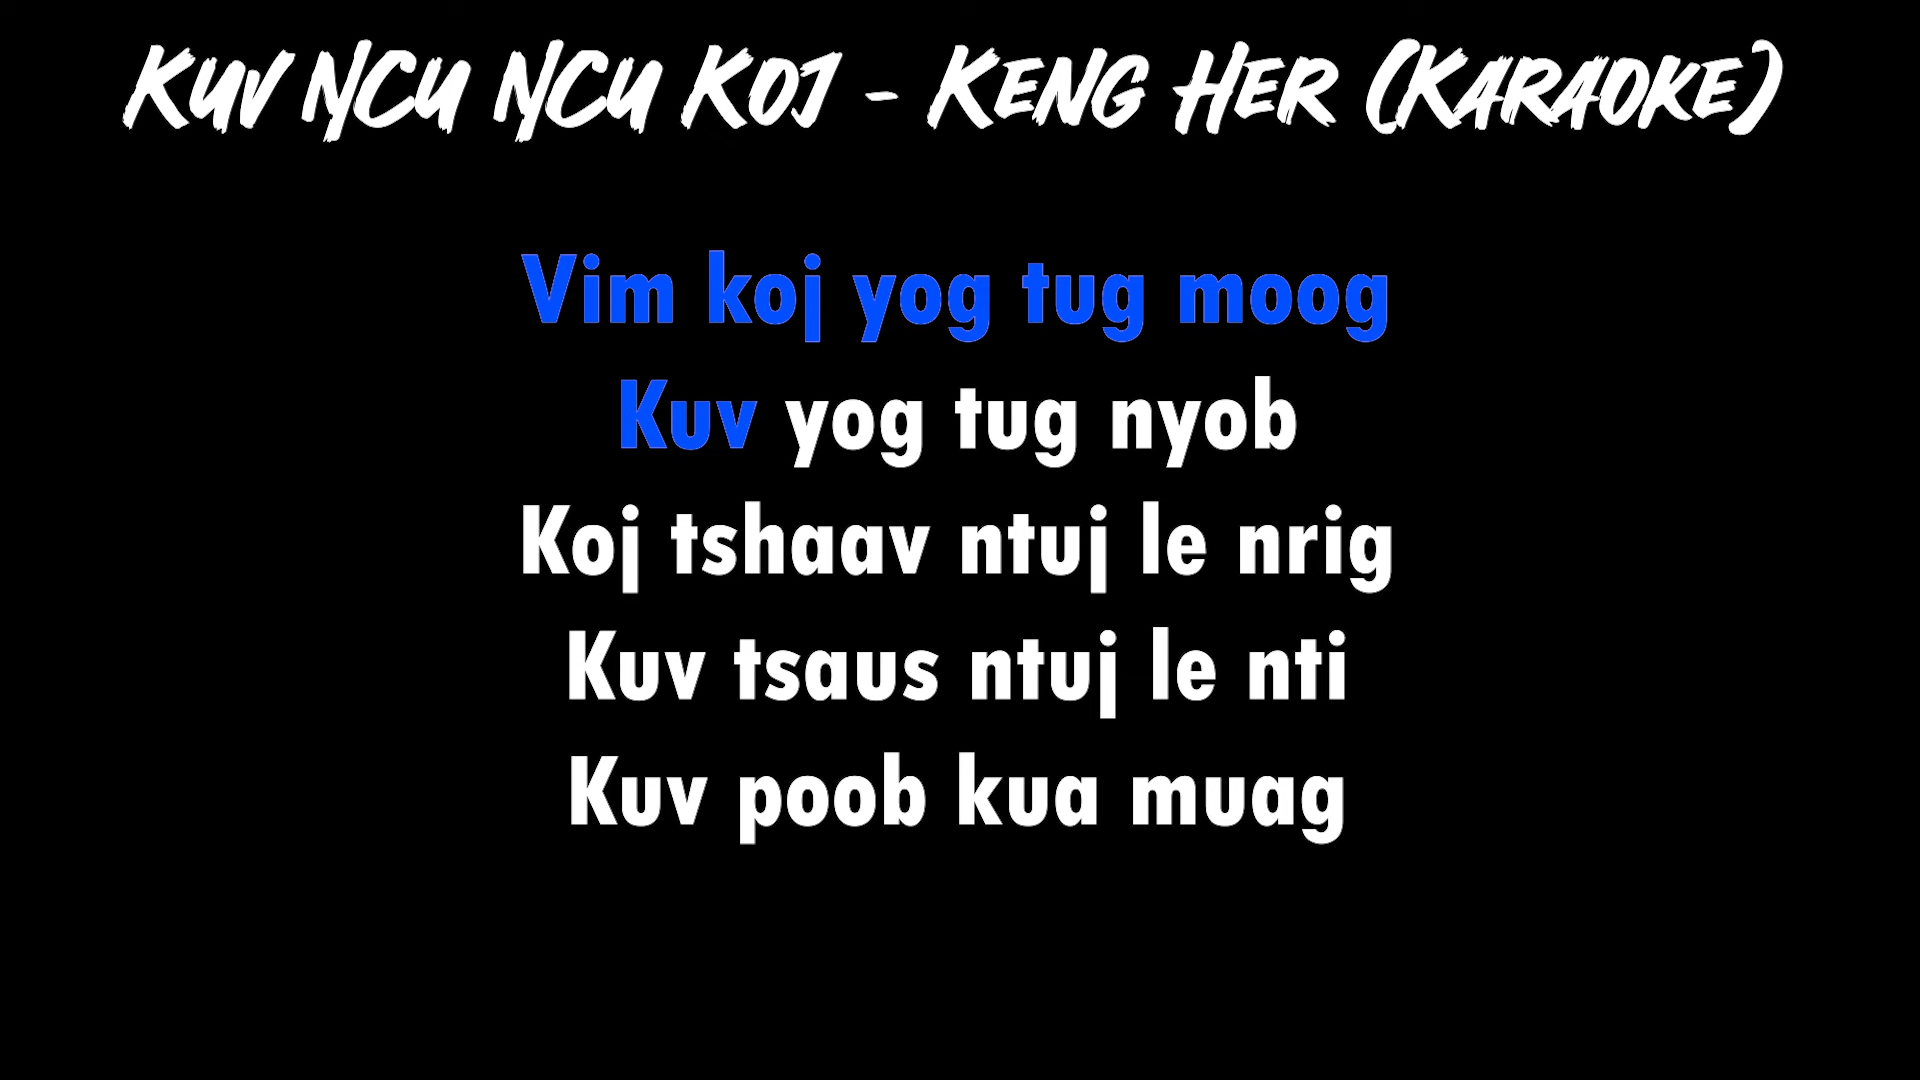 Kuv Ncu Ncu Koj - Keng Her (Karaoke)
Vim koj yog tug moog
Kuv yog tug nyob
Koj tshaav ntuj le nrig
Kuv tsaus ntuj le nti
Kuv poob kua muag